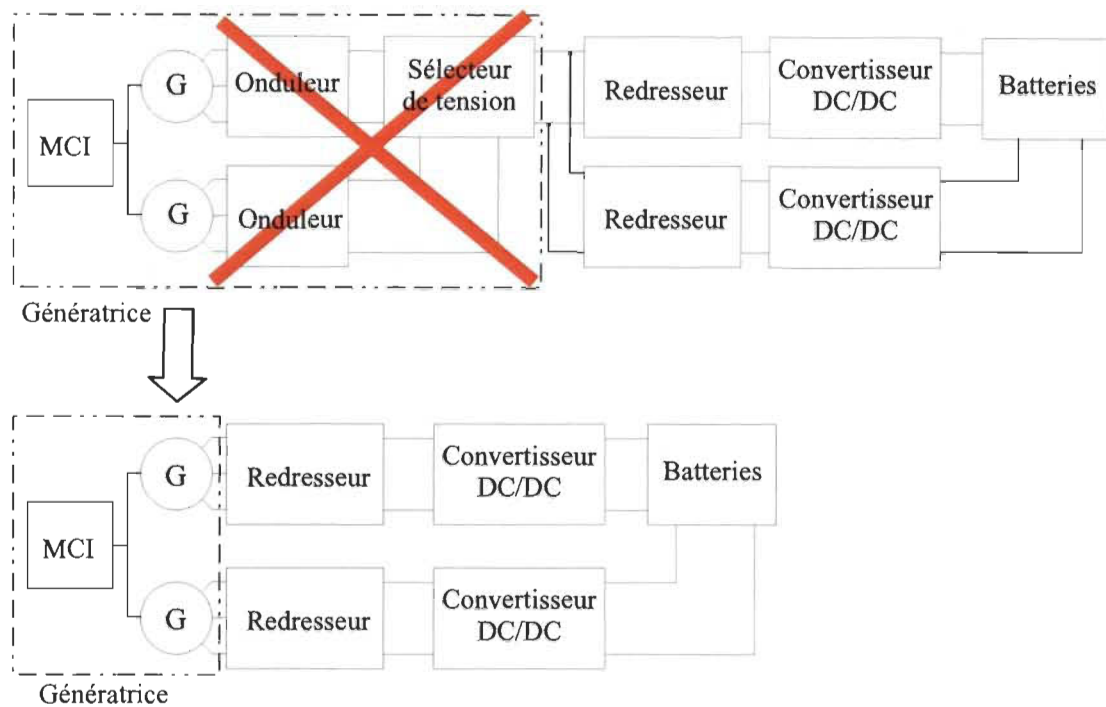 MCI
G
Onduleur
Sélecteur
de tension
Redresseur
Convertisseur
DC/DC
Batteries
G
Onduleur
Redresseur
Convertisseur
DC/DC
Génératrice
MCI
G
Redresseur
Convertisseur
DC/DC
Batteries
G
Redresseur
Convertisseur
DC/DC
Génératrice